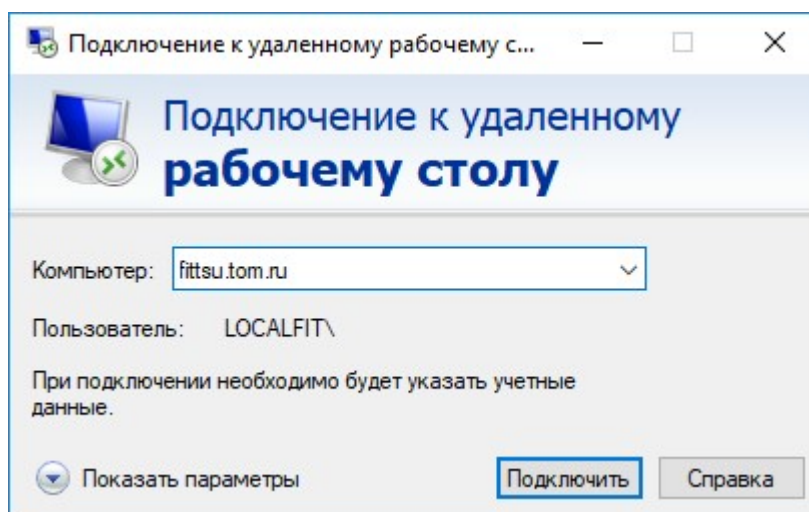 Подключение к удаленному рабочему с...
Подключение к удаленному
рабочему столу
Компьютер: fittsu.tom.ru
Пользователь: LOCALFIT\
При подключении необходимо будет указать учетные
данные.
Показать параметры Подключить Справка